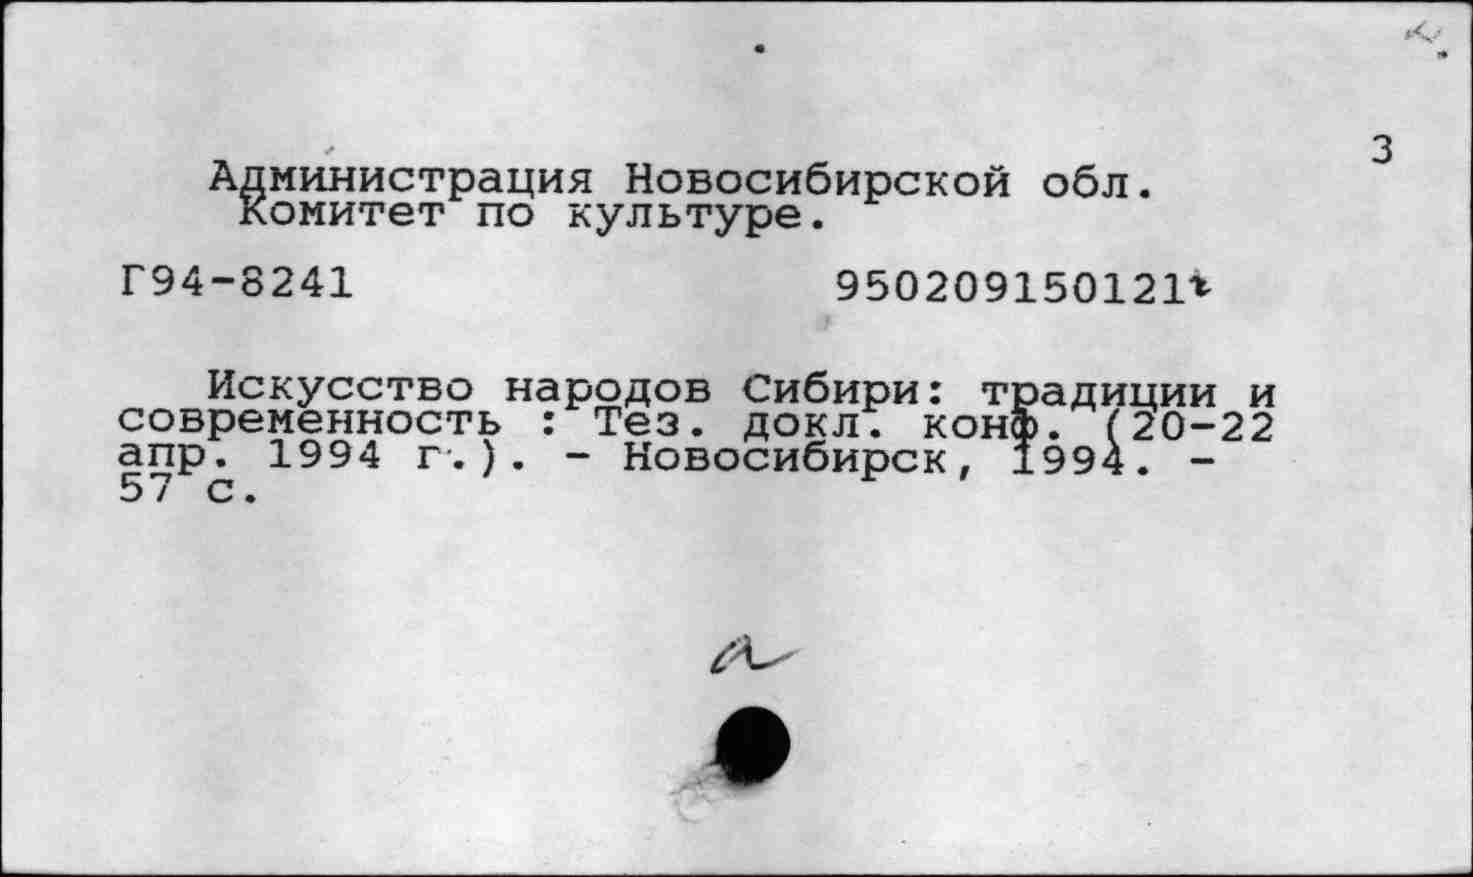 3
Администрация Новосибирской обл.
Комитет по культуре.
Г94-8241 950209150121
Искусство народов Сибири: традиции и
современность : Тез. докл. конф. (20-22
апр. 1994 г.). - Новосибирск, 1994. -
57 с.